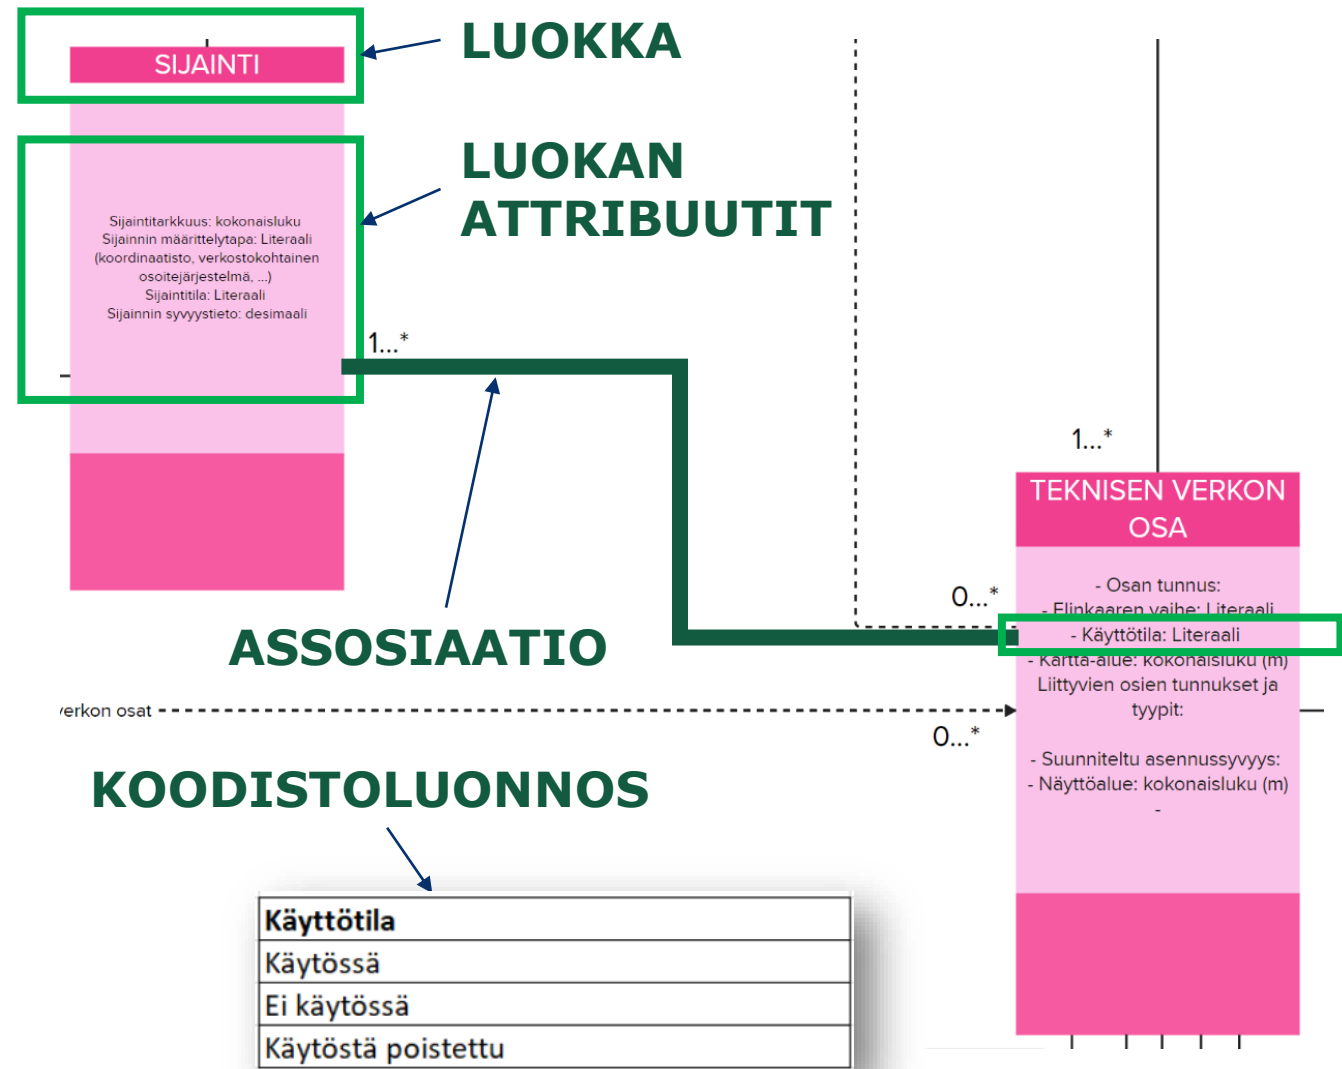 LUOKKA
SIJAINTI
LUOKAN
ATTRIBUUTIT
Sijaintitarkkuus: kokonaisluku
Sijainnin määrittelytapa: Literaali
(koordinaatisto, verkostokohtainen
osoitejärjestelmä, ...)
Sijaintitila: Literaali
Sijainnin syvyystieto: desimaali
1...*
1...*
TEKNISEN VERKON
OSA
- Osan tunnus:
- Elinkaaren vaihe: Literaali
- Käyttötila: Literaali
- Kartta-alue: kokonaisluku (m)
Liittyvien osien tunnukset ja
tyypit:
- Suunniteltu asennussyvyys:
- Näyttöalue: kokonaisluku (m)
-
0...*
ASSOSIAATIO
verkon osat
0...*
KOODISTOLUONNOS
Käyttötila
Käytössä
Ei käytössä
Käytöstä poistettu